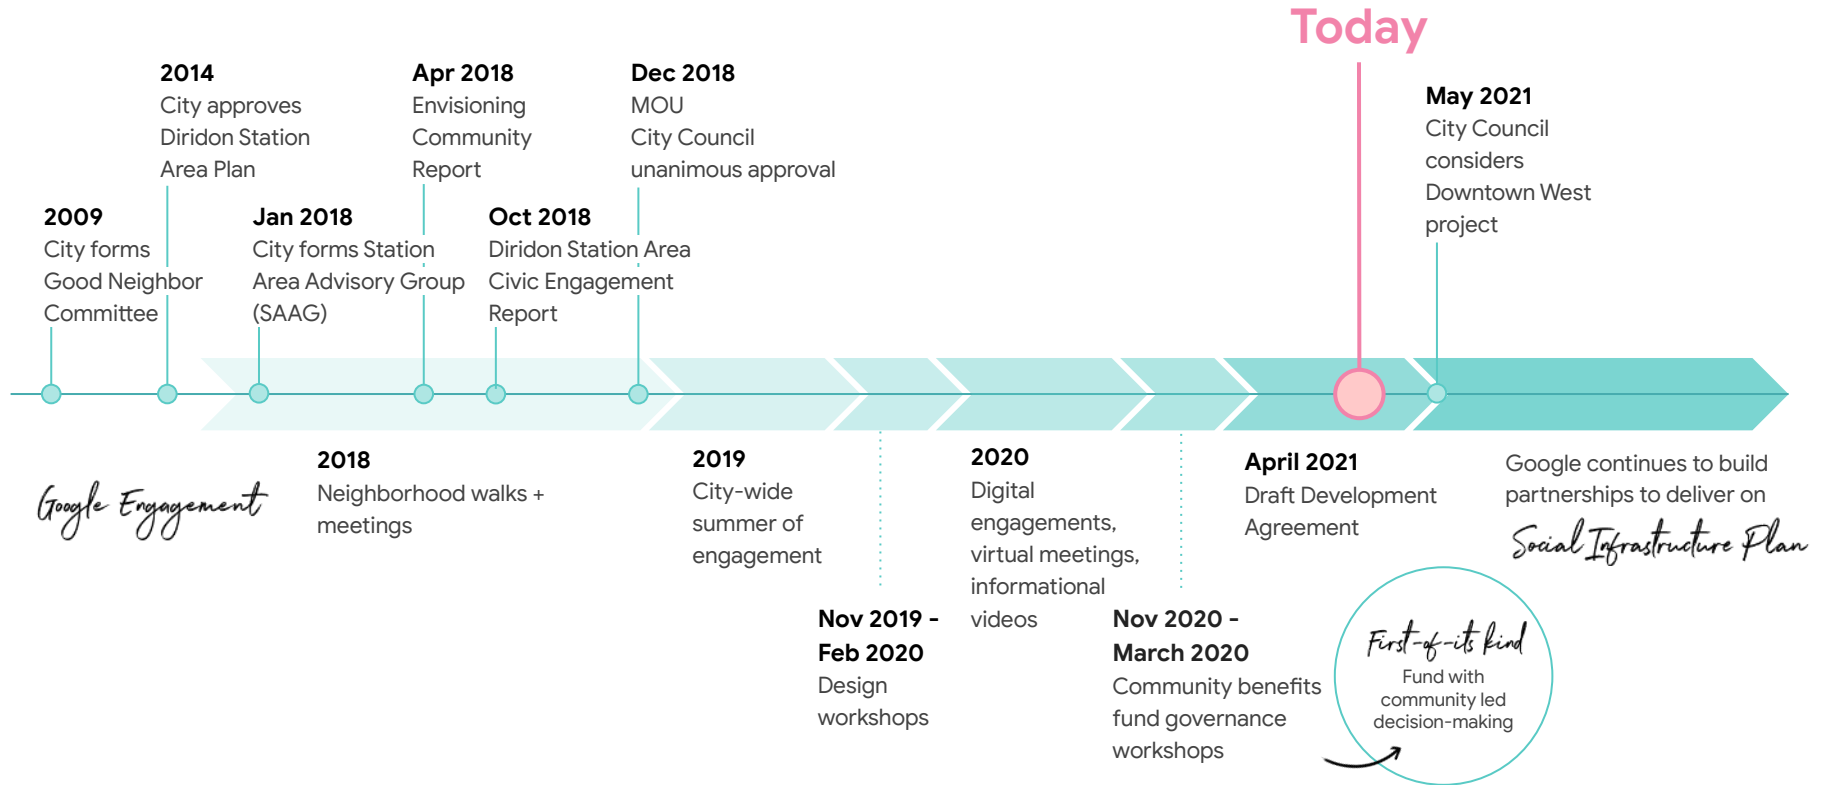 Today
2014
City approves
Diridon Station
Area Plan
Apr 2018
Envisioning
Community
Report
Dec 2018
MOU
City Council
unanimous approval
May 2021
City Council
considers
Downtown West
project
2009
City forms
Good Neighbor
Committee
Jan 2018
City forms Station
Area Advisory Group
(SAAG)
Oct 2018
Diridon Station Area
Civic Engagement
Report
Google Engagement
2018
Neighborhood walks +
meetings
2019
City-wide
summer of
engagement
Nov 2019 -
Feb 2020
Design
workshops
2020
Digital
engagements,
virtual meetings,
informational
videos
Nov 2020 -
March 2020
Community benefits
fund governance
workshops
April 2021
Draft Development
Agreement
First-of-its kind
Fund with
community led
decision-making
Google continues to build
partnerships to deliver on
Social Infrastructure Plan